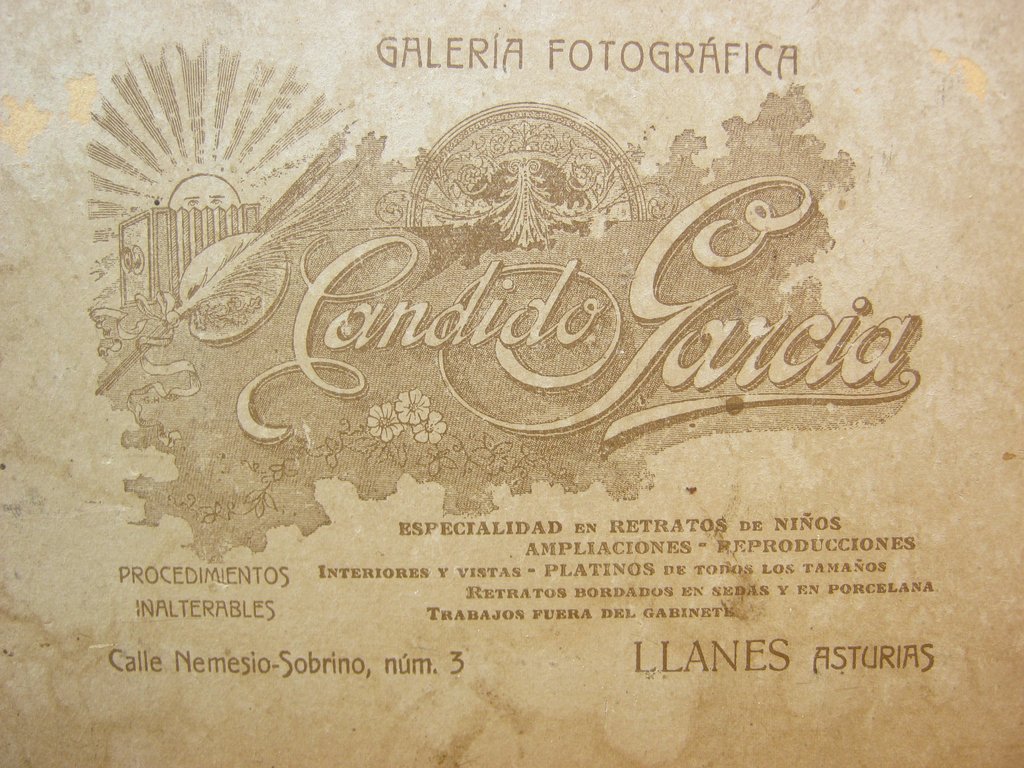 GALERÍA FOTOGRÁFICA
Candido Garcia
ESPECIALIDAD EN RETRATOS DE NIÑOS
AMPLIACIONES - REPRODUCCIONES
PROCEDIMIENTOS
INALTERABLES
INTERIORES Y VISTAS - PLATINOS DE TODOS LOS TAMAÑOS
RETRATOS BORDADOS EN SEDAS Y EN PORCELANA
TRABAJOS FUERA DEL GABINETE
Calle Nemesio-Sobrino, núm. 3
LLANES ASTURIAS